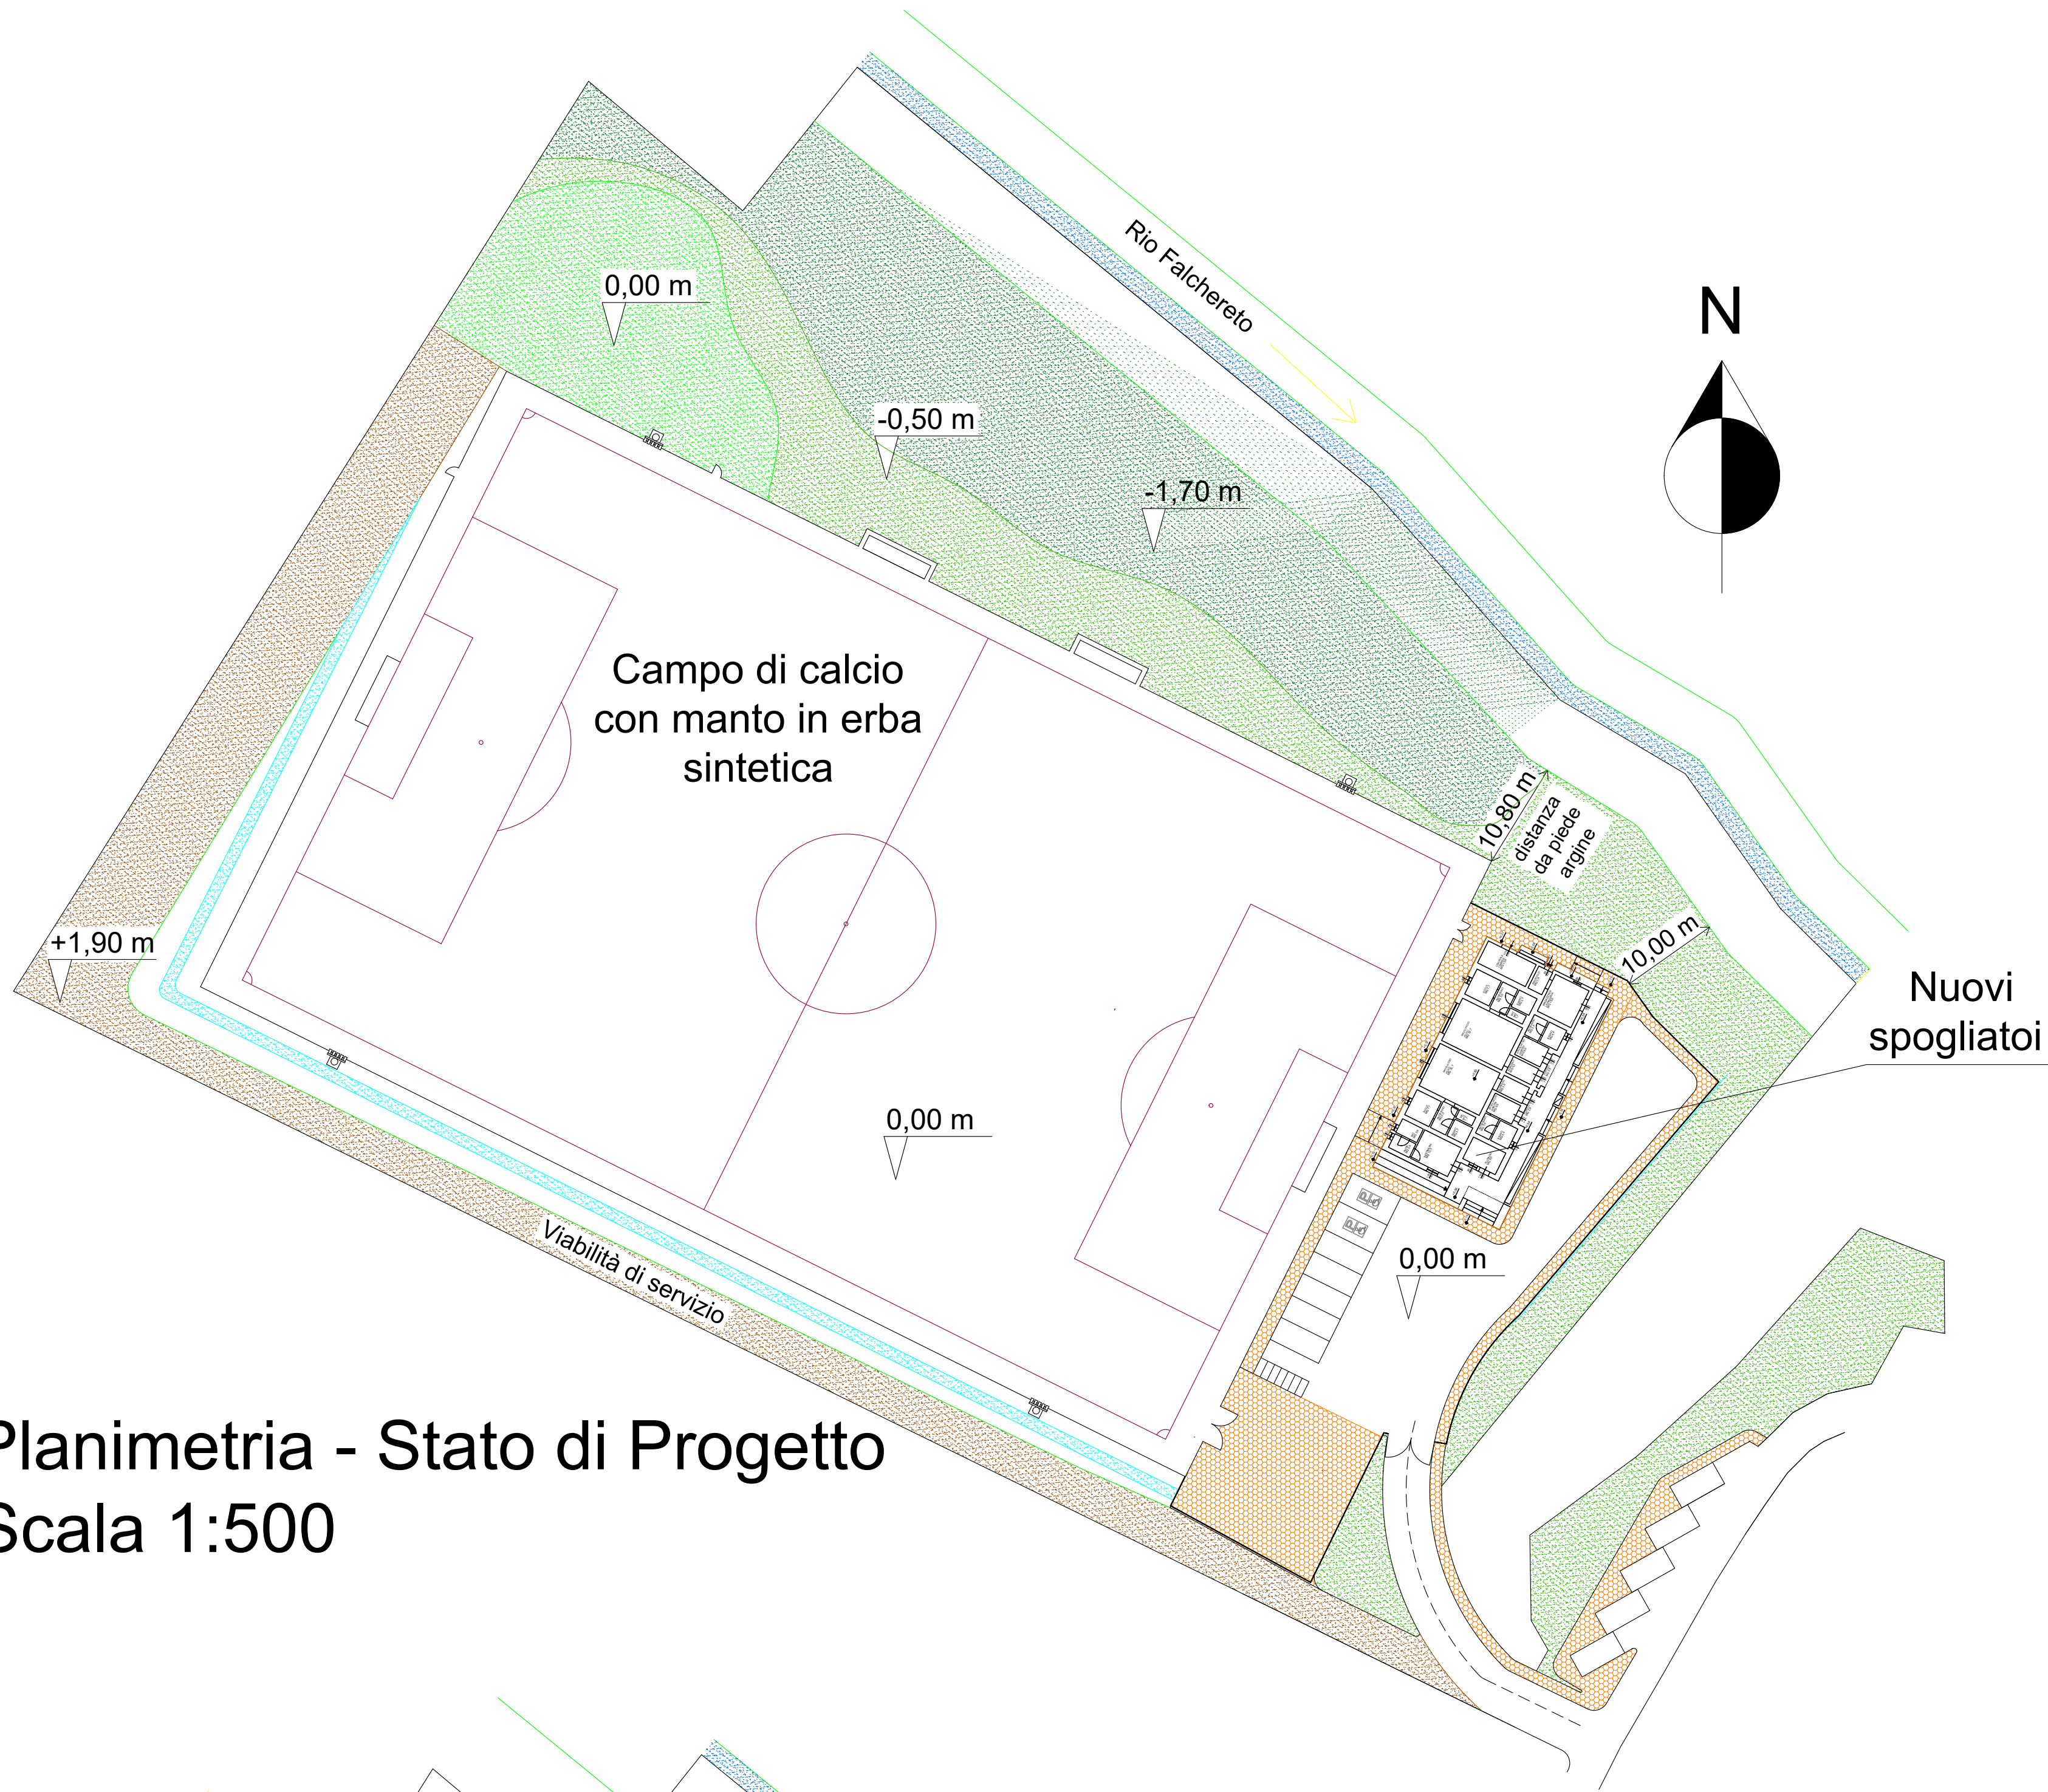 Rio Falchereto
N
0,00 m
-0,50 m
-1,70 m
Campo di calcio
con manto in erba
sintetica
10,80 m
distanza
da piede
argine
10,00 m
+1,90 m
Nuovi
spogliatoi
0,00 m
0,00 m
Viabilità di servizio
Planimetria - Stato di Progetto
Scala 1:500